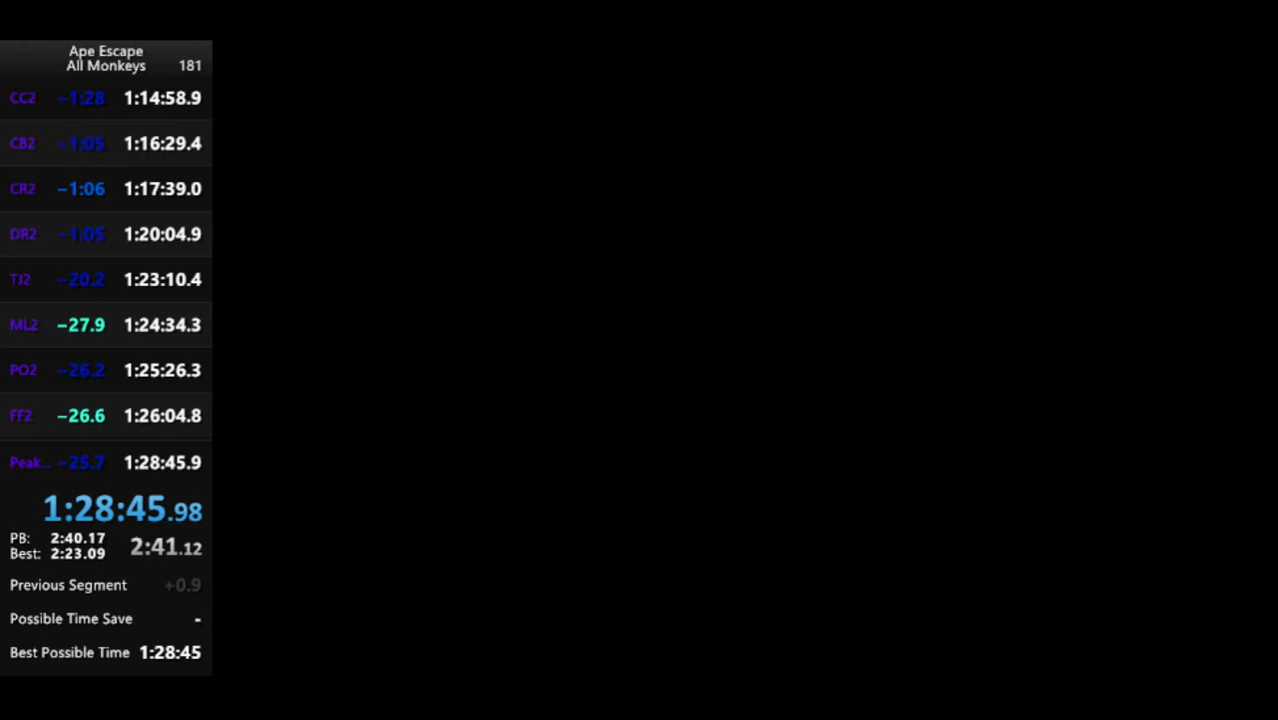 Ape Escape
All Monkeys 181
CC2 −1:28 1:14:58.9
CB2 −1:05 1:16:29.4
CR2 −1:06 1:17:39.0
DR2 −1:05 1:20:04.9
TJ2 −20.2 1:23:10.4
ML2 −27.9 1:24:34.3
PO2 −26.2 1:25:26.3
FF2 −26.6 1:26:04.8
Peak... −25.7 1:28:45.9
1:28:45.98
PB: 2:40.17
Best: 2:23.09 2:41.12
Previous Segment +0.9
Possible Time Save -
Best Possible Time 1:28:45